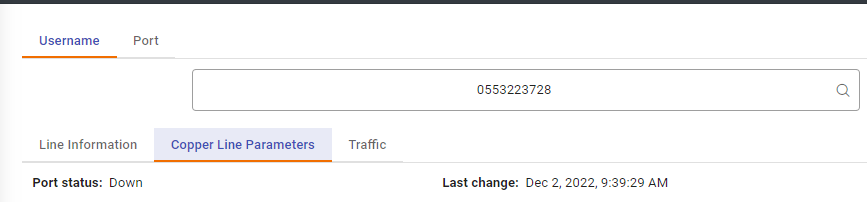 Username Port
0553223728
Line Information Copper Line Parameters Traffic
Port status: Down Last change: Dec 2, 2022, 9:39:29 AM